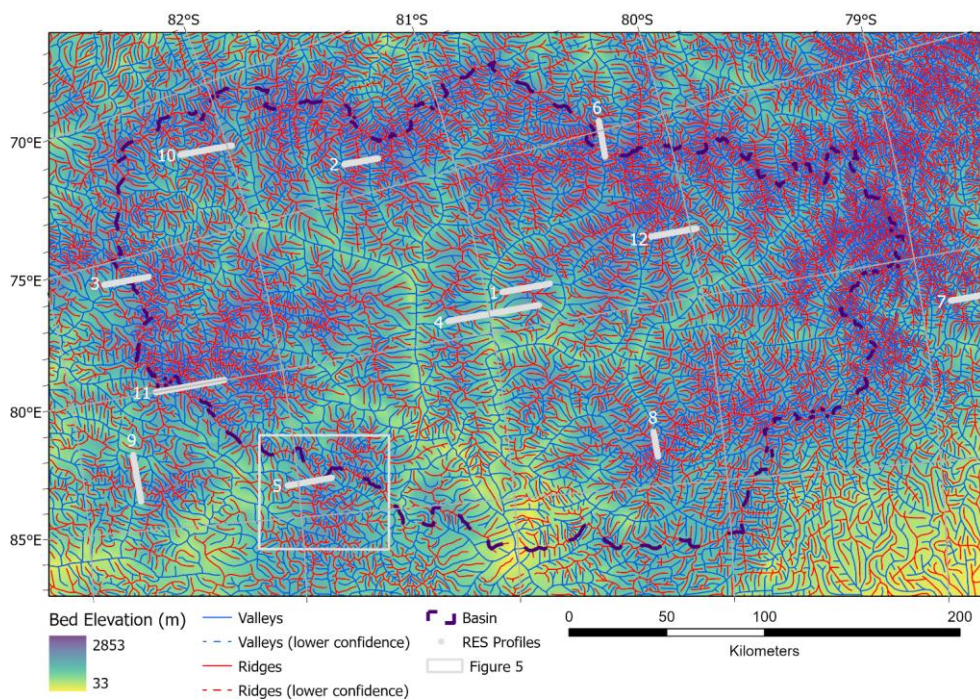 82°S 81°S 80°S 79°S
70°E
75°E
80°E
85°E
6
10
2
12
3
1
4
7
11
8
9
5
Bed Elevation (m)
2853
33
Valleys
Valleys (lower confidence)
Ridges
Ridges (lower confidence)
Basin
RES Profiles
Figure 5
0 50 100 200
Kilometers